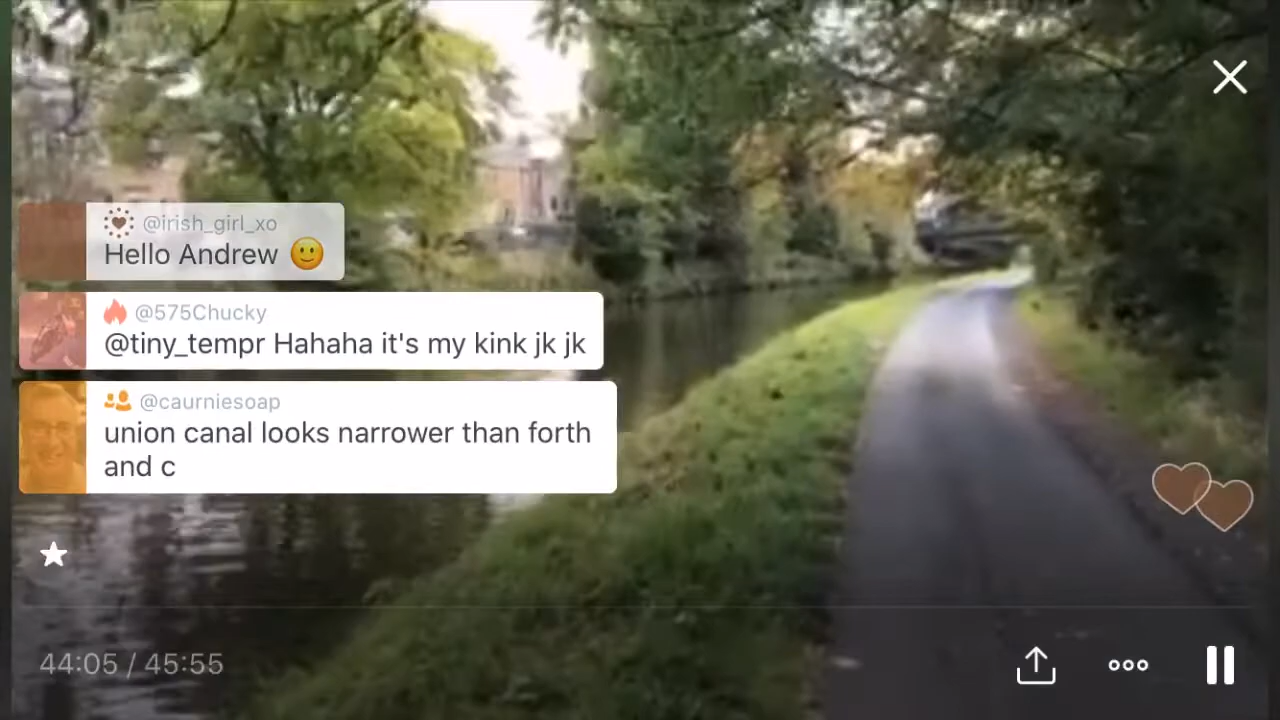 @irish_girl_xo
Hello Andrew 🙂
@575Chucky
@tiny_tempr Hahaha it's my kink jk jk
@caurniesoap
union canal looks narrower than forth
and c
44:05 / 45:55